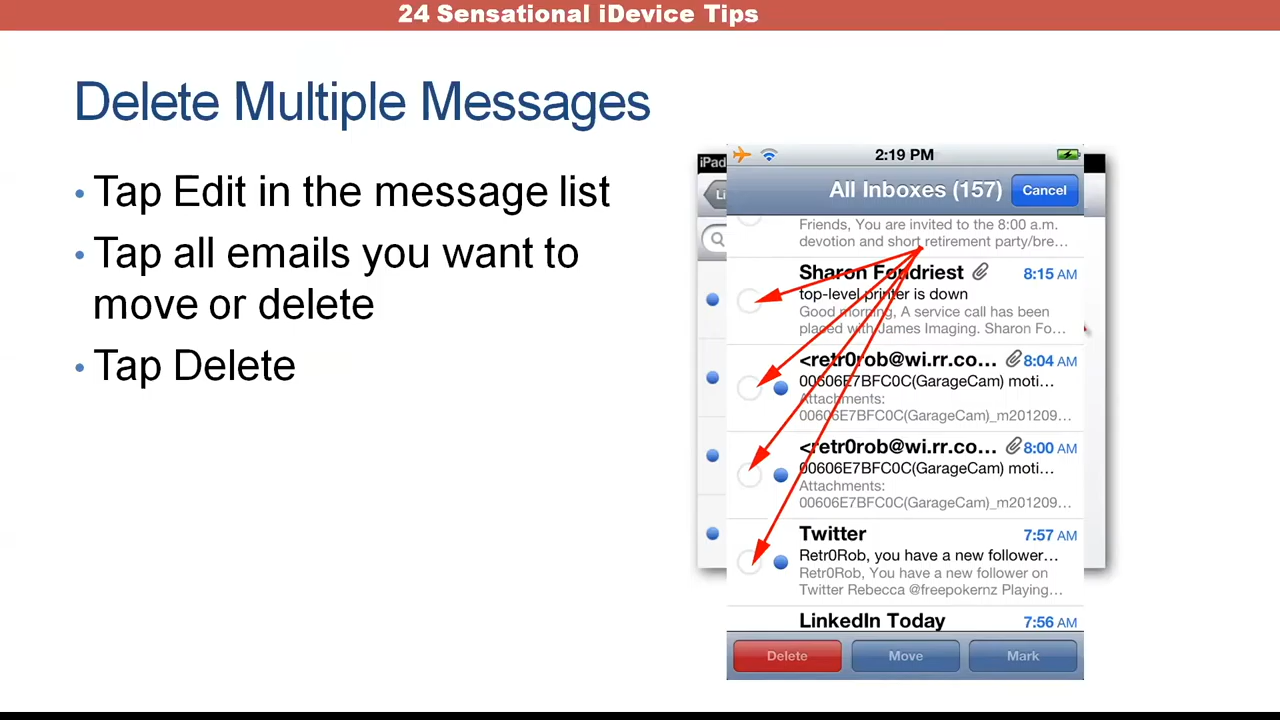 24 Sensational iDevice Tips
Delete Multiple Messages
• Tap Edit in the message list
• Tap all emails you want to
move or delete
• Tap Delete
iPad
Li
2:19 PM
All Inboxes (157)
Cancel
Friends, You are invited to the 8:00 a.m.
devotion and short retirement party/bre...
Sharon Fondriest 8:15 AM
top-level printer is down
Good morning, A service call has been
placed with James Imaging. Sharon Fo...
<retr0rob@wi.rr.co... 8:04 AM
00606E7BFC0C(GarageCam) moti...
Attachments:
00606E7BFC0C(GarageCam)_m201209...
<retr0rob@wi.rr.co... 8:00 AM
00606E7BFC0C(GarageCam) moti...
Attachments:
00606E7BFC0C(GarageCam)_m201209...
Twitter 7:57 AM
Retr0Rob, you have a new follower...
Retr0Rob, You have a new follower on
Twitter Rebecca @freepokernz Playing...
LinkedIn Today 7:56 AM
Delete Move Mark